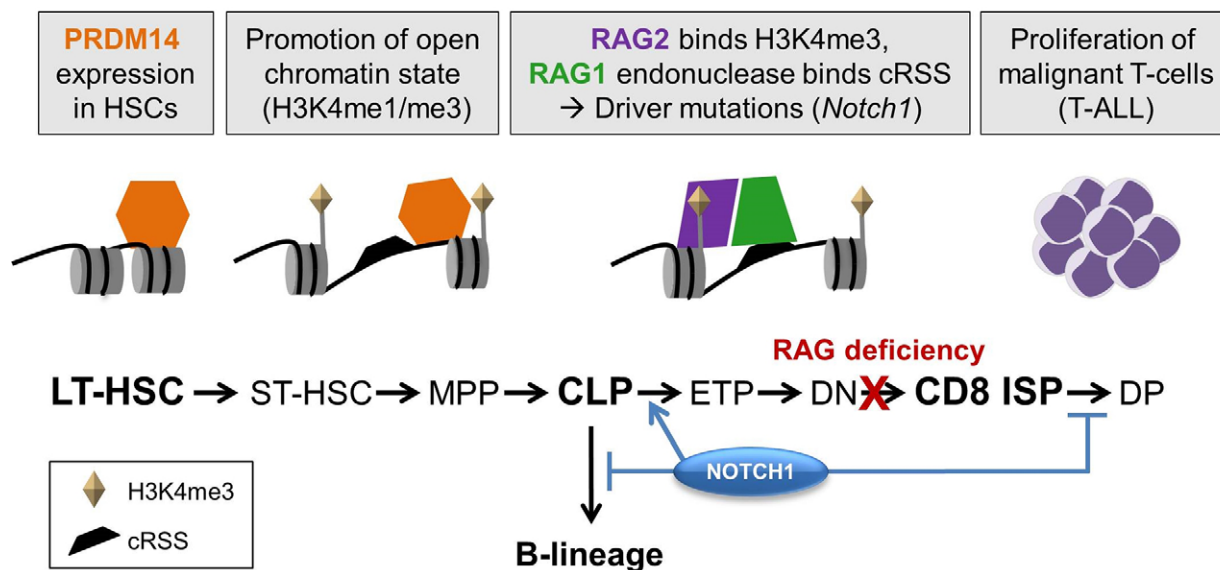 PRDM14
expression
in HSCs
Promotion of open
chromatin state
(H3K4me1/me3)
RAG2 binds H3K4me3,
RAG1 endonuclease binds cRSS
→ Driver mutations (Notch1)
Proliferation of
malignant T-cells
(T-ALL)
RAG deficiency
LT-HSC → ST-HSC → MPP → CLP → ETP → DN X → CD8 ISP → DP
NOTCH1
H3K4me3
cRSS
B-lineage